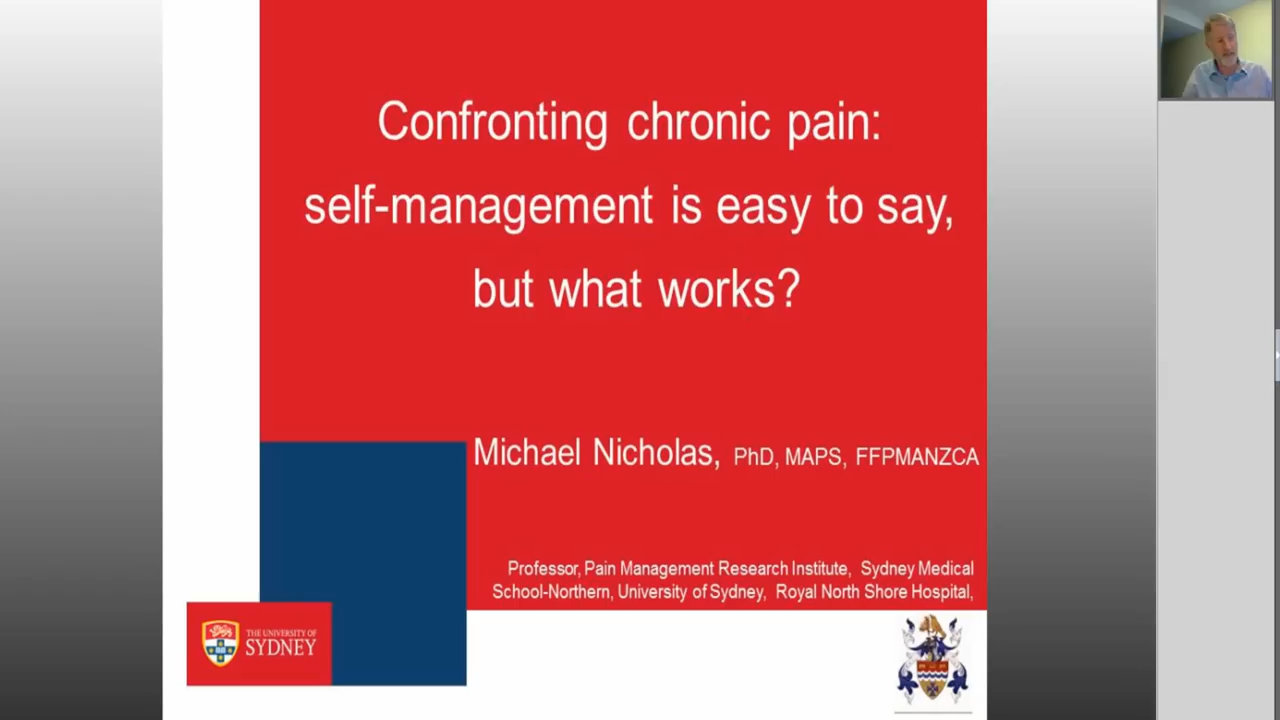 Confronting chronic pain:
self-management is easy to say,
but what works?
Michael Nicholas, PhD, MAPS, FFPMANZCA
Professor, Pain Management Research Institute, Sydney Medical
School-Northern, University of Sydney, Royal North Shore Hospital,
THE UNIVERSITY OF
SYDNEY